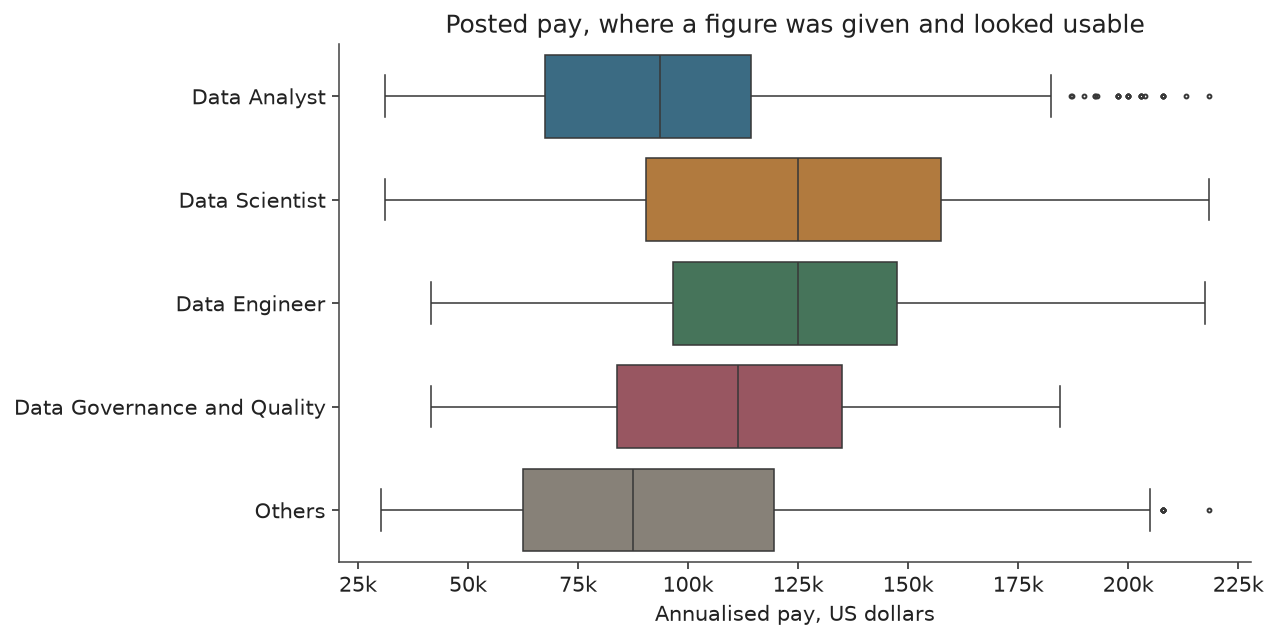 Posted pay, where a figure was given and looked usable
Data Analyst
Data Scientist
Data Engineer
Data Governance and Quality
Others
25k 50k 75k 100k 125k 150k 175k 200k 225k
Annualised pay, US dollars